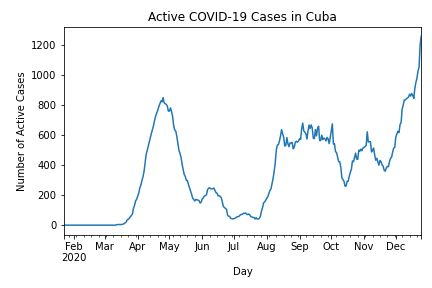 Active COVID-19 Cases in Cuba
Number of Active Cases
1200
1000
800
600
400
200
0
Feb Mar Apr May Jun Jul Aug Sep Oct Nov Dec
2020
Day